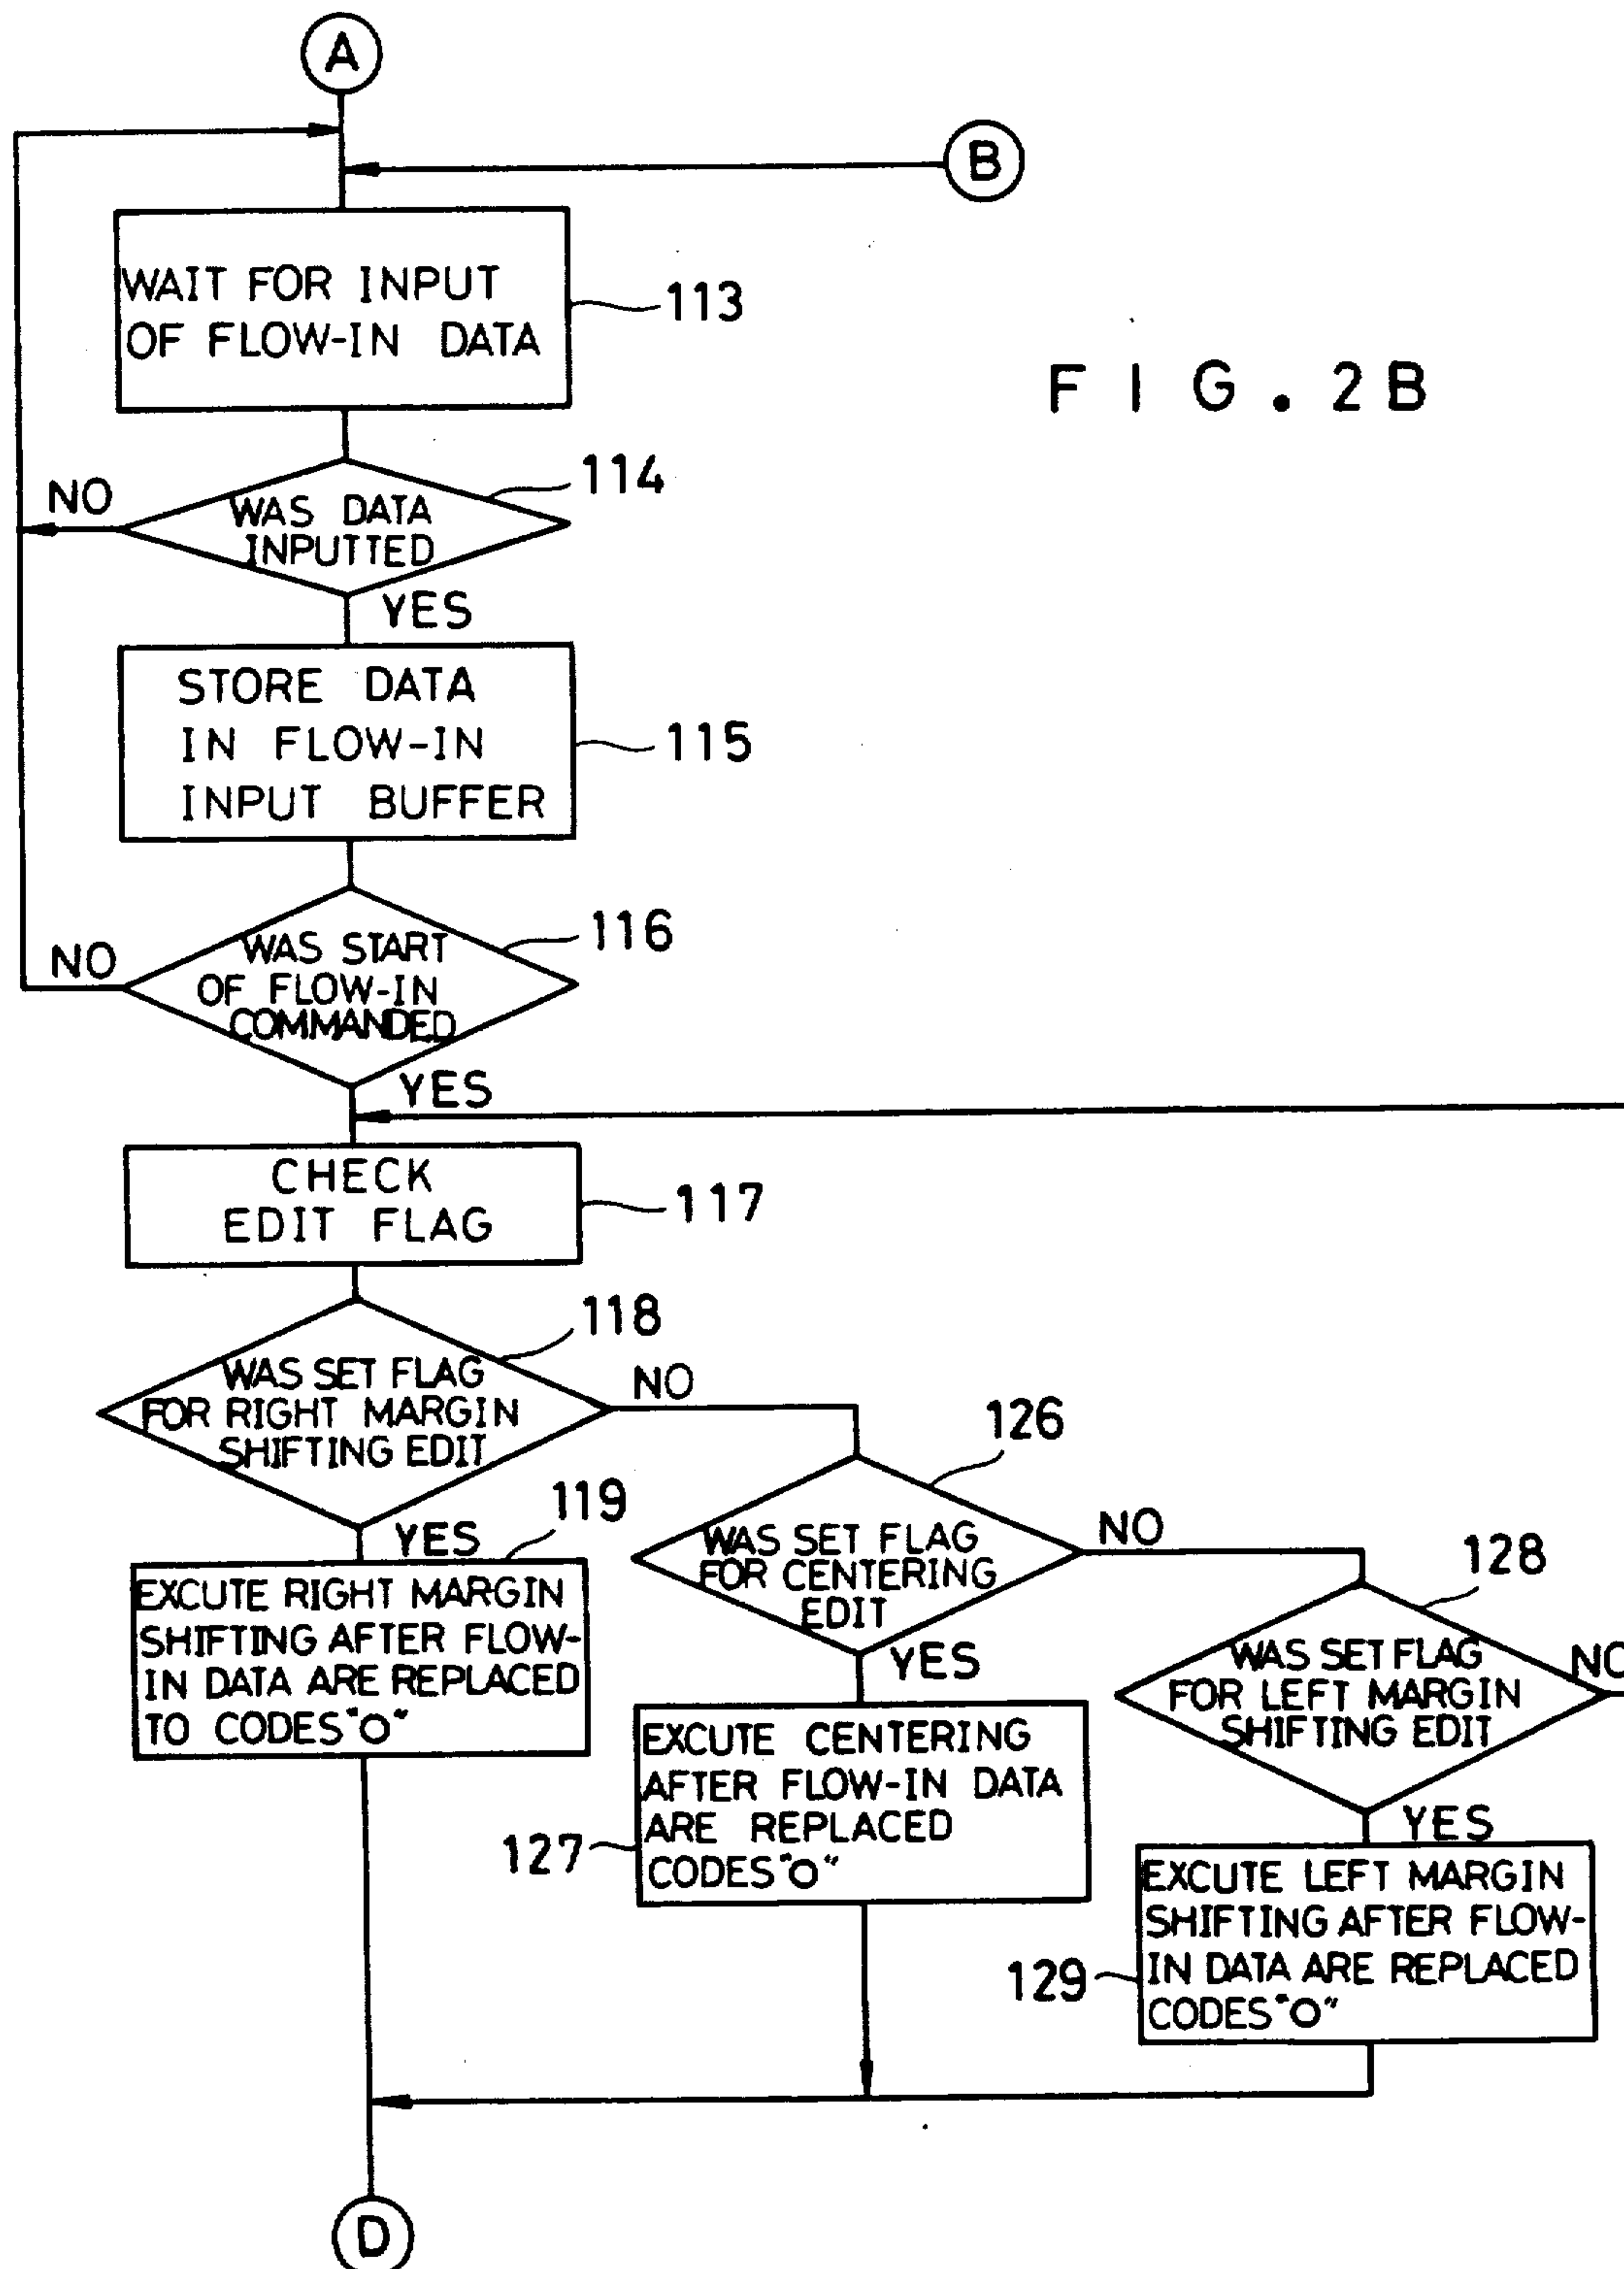 A
B
WAIT FOR INPUT
OF FLOW-IN DATA
113
FIG. 2B
114
NO
WAS DATA
INPUTTED
YES
STORE DATA
IN FLOW-IN
INPUT BUFFER
115
116
NO
WAS START
OF FLOW-IN
COMMANDED
YES
CHECK
EDIT FLAG
117
118
WAS SET FLAG
FOR RIGHT MARGIN
SHIFTING EDIT
NO
YES
119
EXCUTE RIGHT MARGIN
SHIFTING AFTER FLOW-
IN DATA ARE REPLACED
TO CODES "O"
126
WAS SET FLAG
FOR CENTERING
EDIT
NO
YES
EXCUTE CENTERING
AFTER FLOW-IN DATA
ARE REPLACED
CODES "O"
127
128
WAS SET FLAG
FOR LEFT MARGIN
SHIFTING EDIT
NO
YES
EXCUTE LEFT MARGIN
SHIFTING AFTER FLOW-
IN DATA ARE REPLACED
CODES "O"
129
D